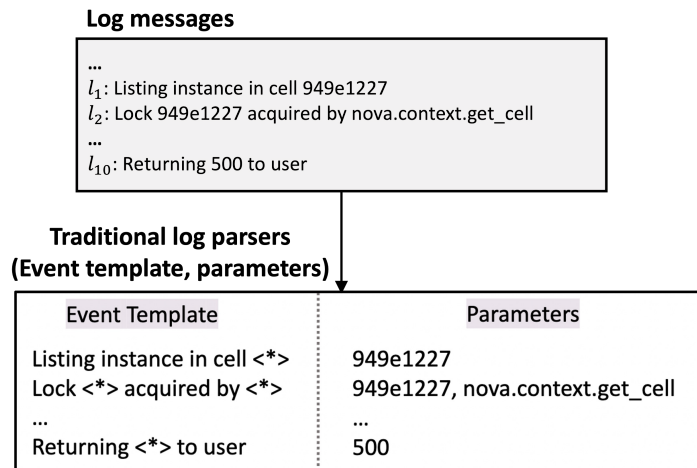 Log messages
...
l1: Listing instance in cell 949e1227
l2: Lock 949e1227 acquired by nova.context.get_cell
...
l10: Returning 500 to user
Traditional log parsers
(Event template, parameters)
Event Template Parameters
Listing instance in cell <*> 949e1227
Lock <*> acquired by <*> 949e1227, nova.context.get_cell
... ...
Returning <*> to user 500